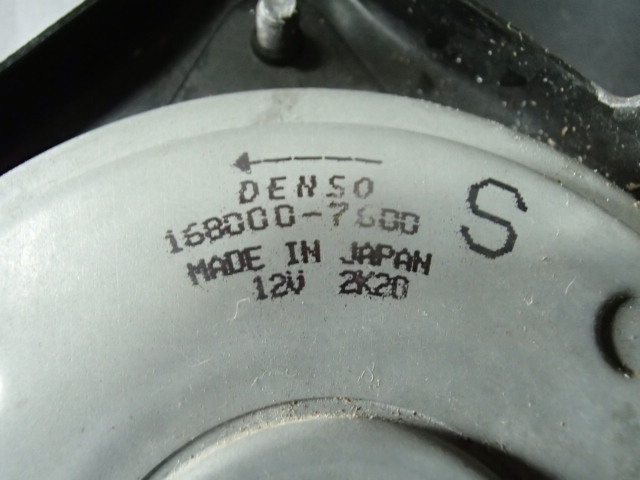 DENSO
168000-7600
MADE IN JAPAN
12V 2K20
S